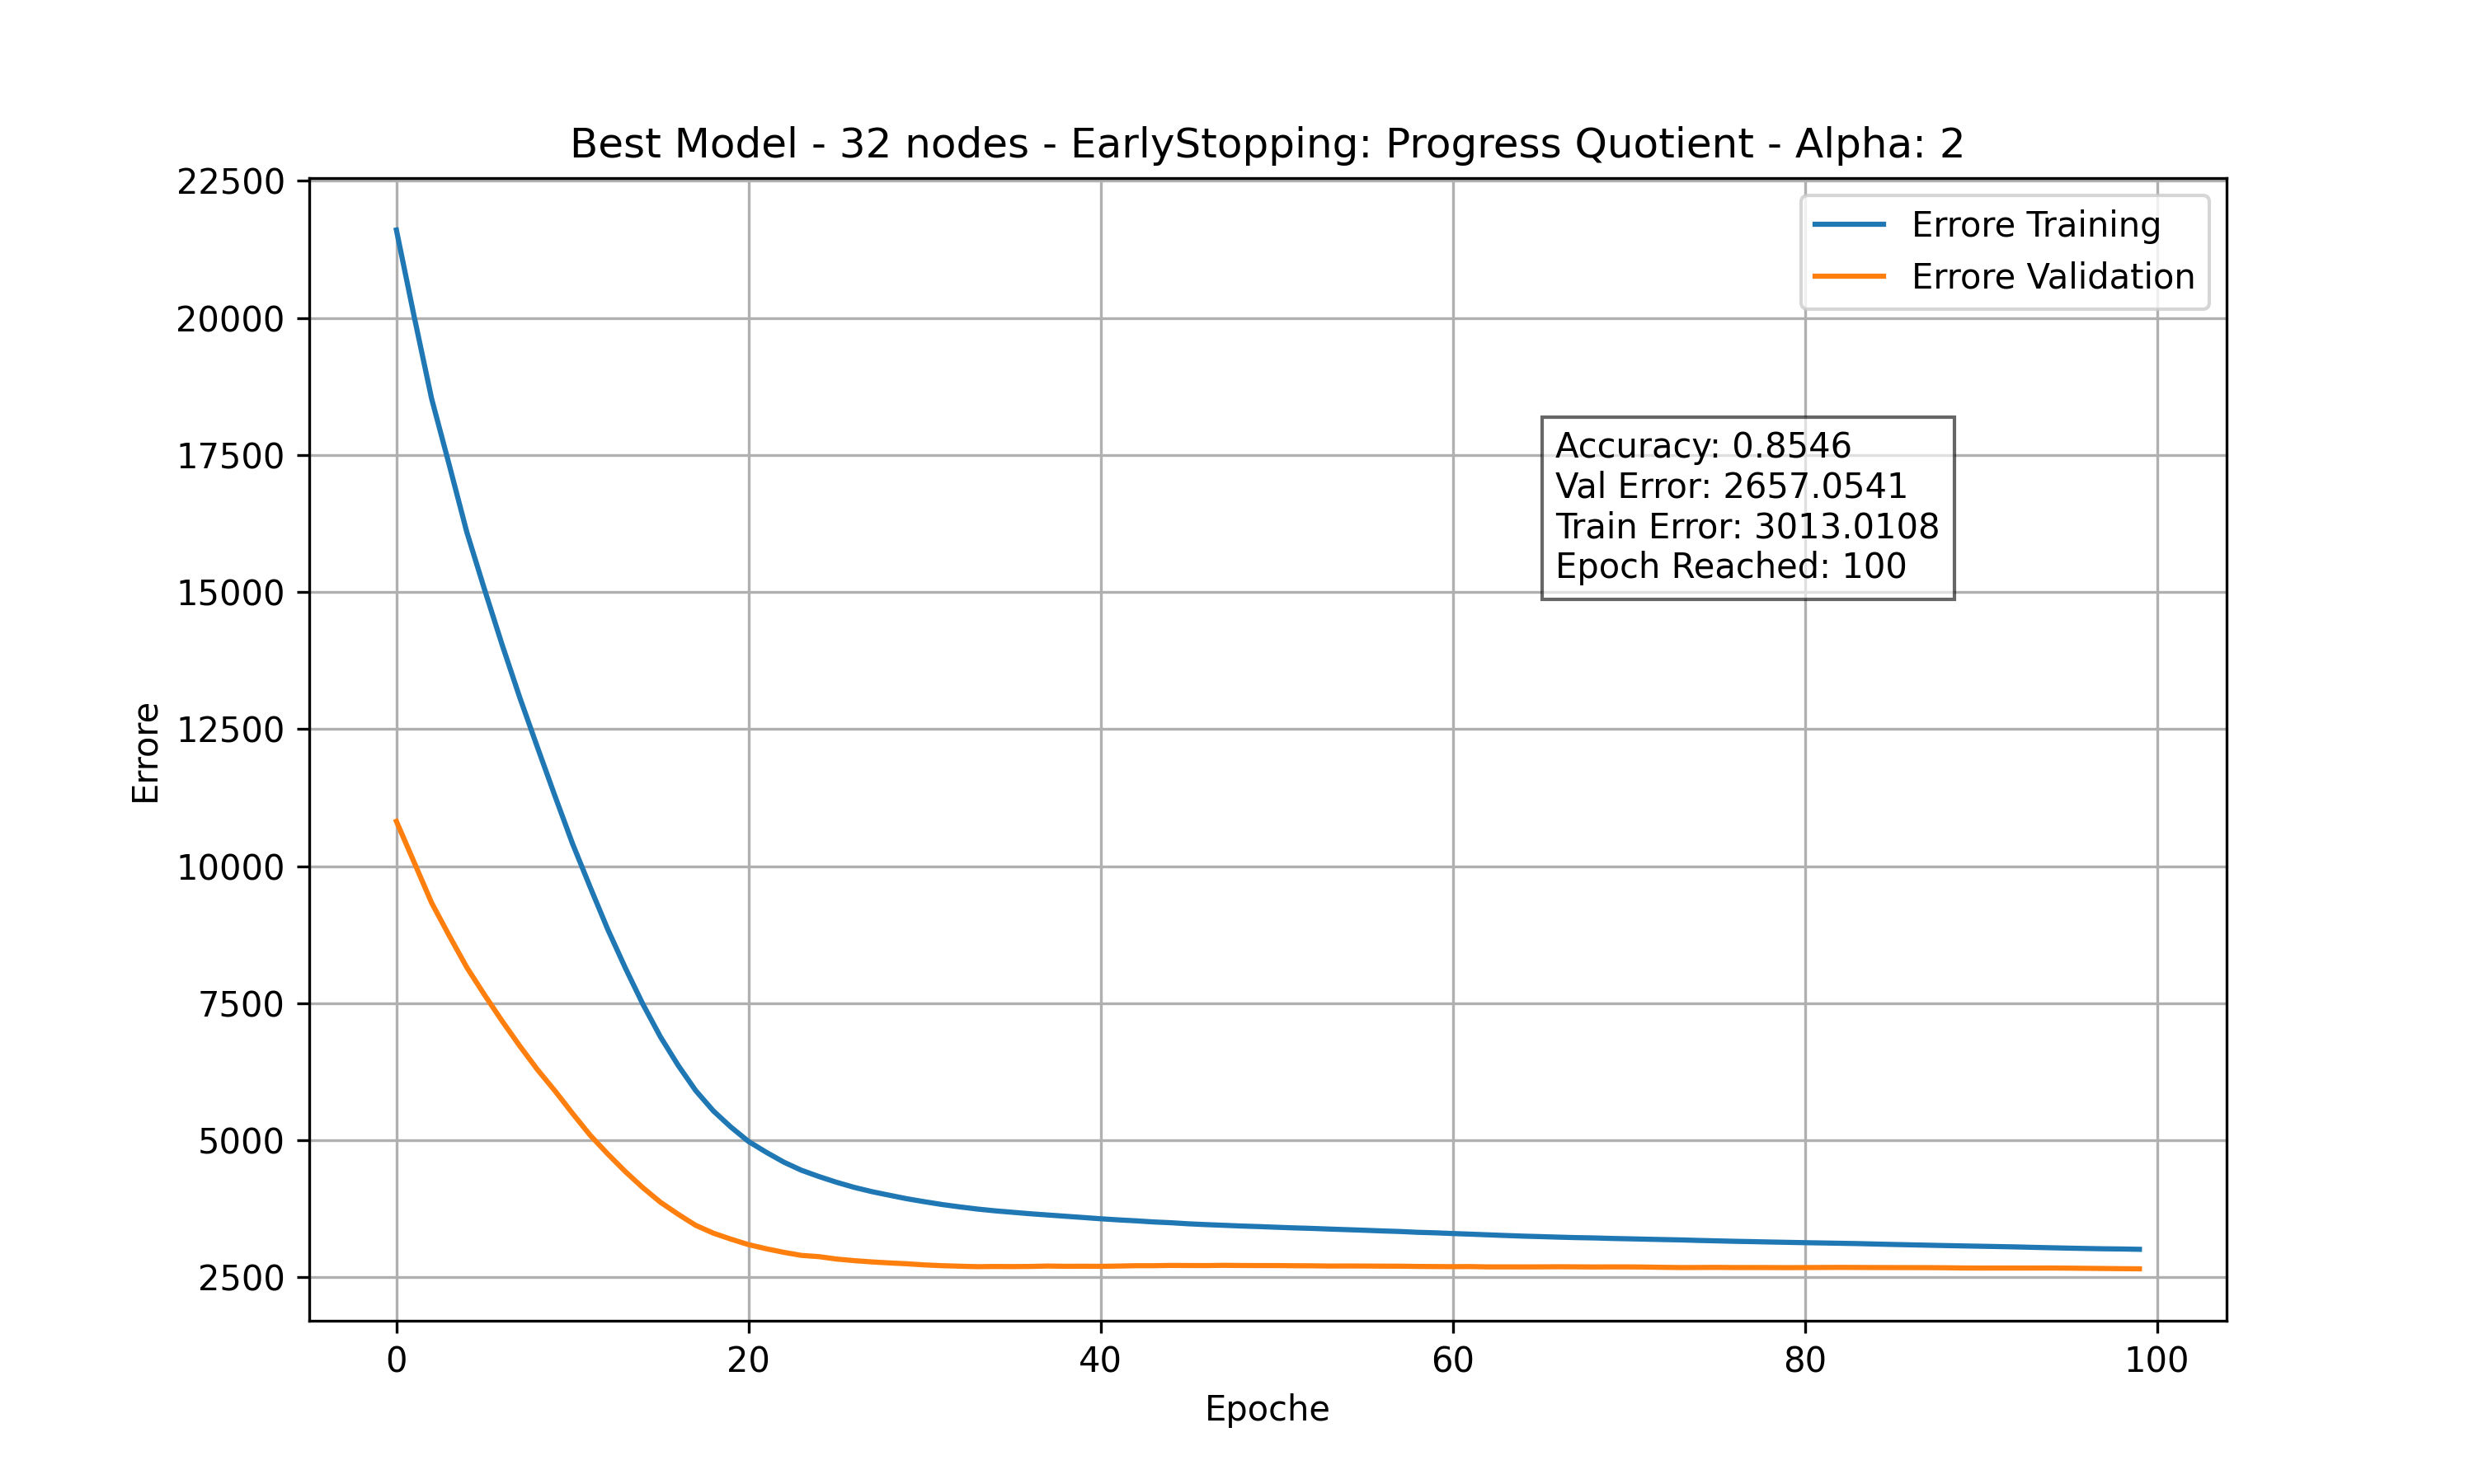 Best Model - 32 nodes - EarlyStopping: Progress Quotient - Alpha: 2
22500
20000
17500
15000
12500
10000
7500
5000
2500
Errore
Errore Training
Errore Validation
Accuracy: 0.8546
Val Error: 2657.0541
Train Error: 3013.0108
Epoch Reached: 100
0 20 40 60 80 100
Epoche